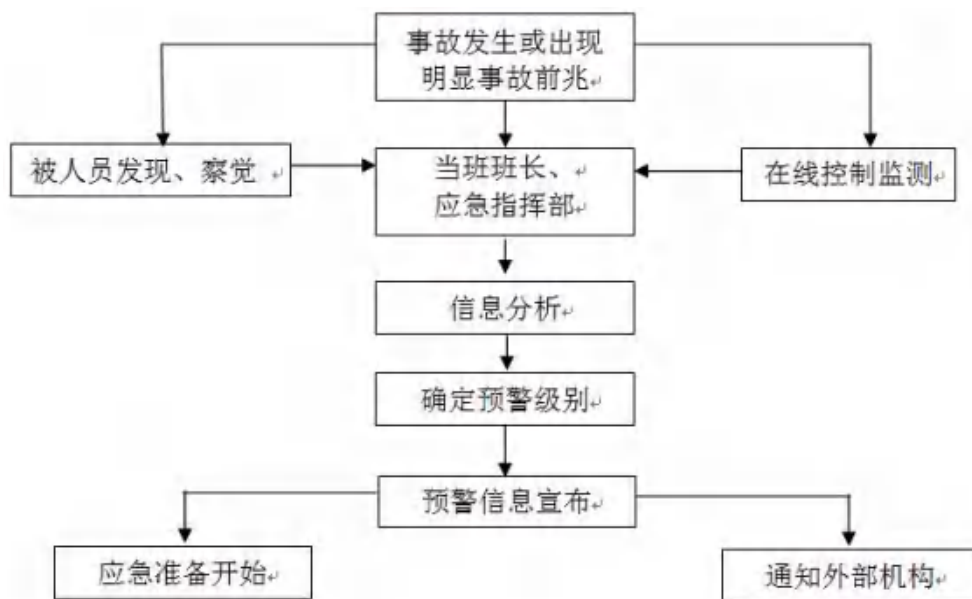 事故发生或出现
明显事故前兆
被人员发现、察觉
当班班长、
应急指挥部
在线控制监测
信息分析
确定预警级别
预警信息宣布
应急准备开始
通知外部机构